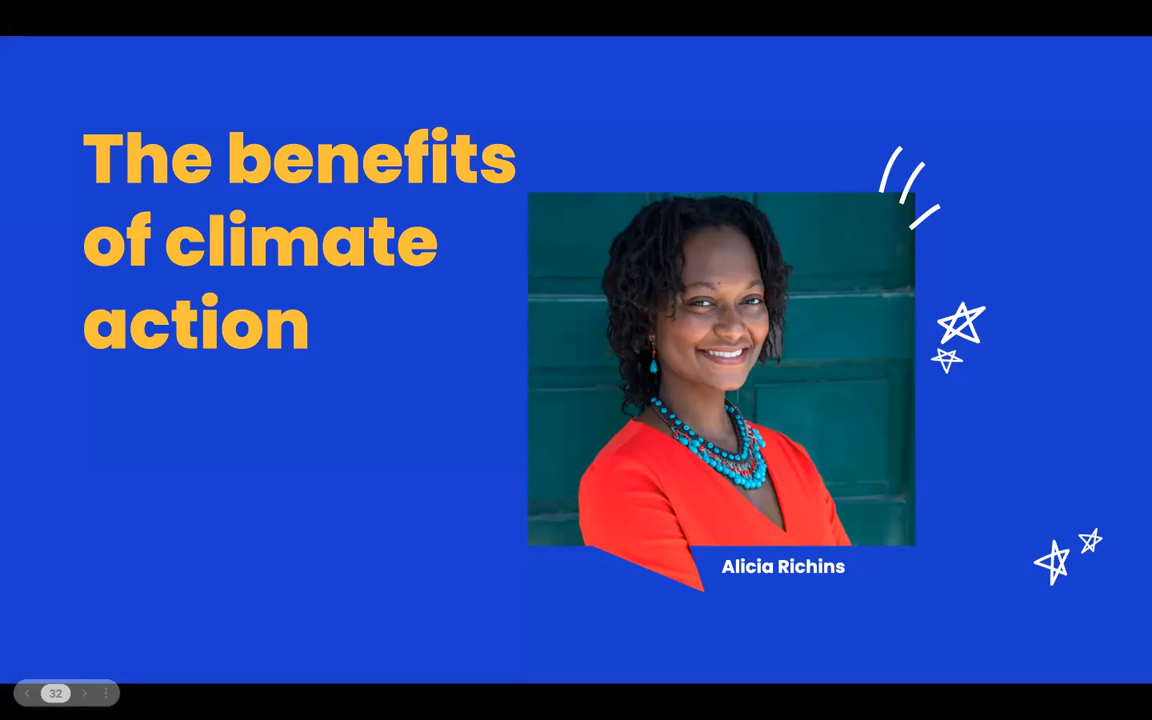 The benefits
of climate
action
Alicia Richins
32